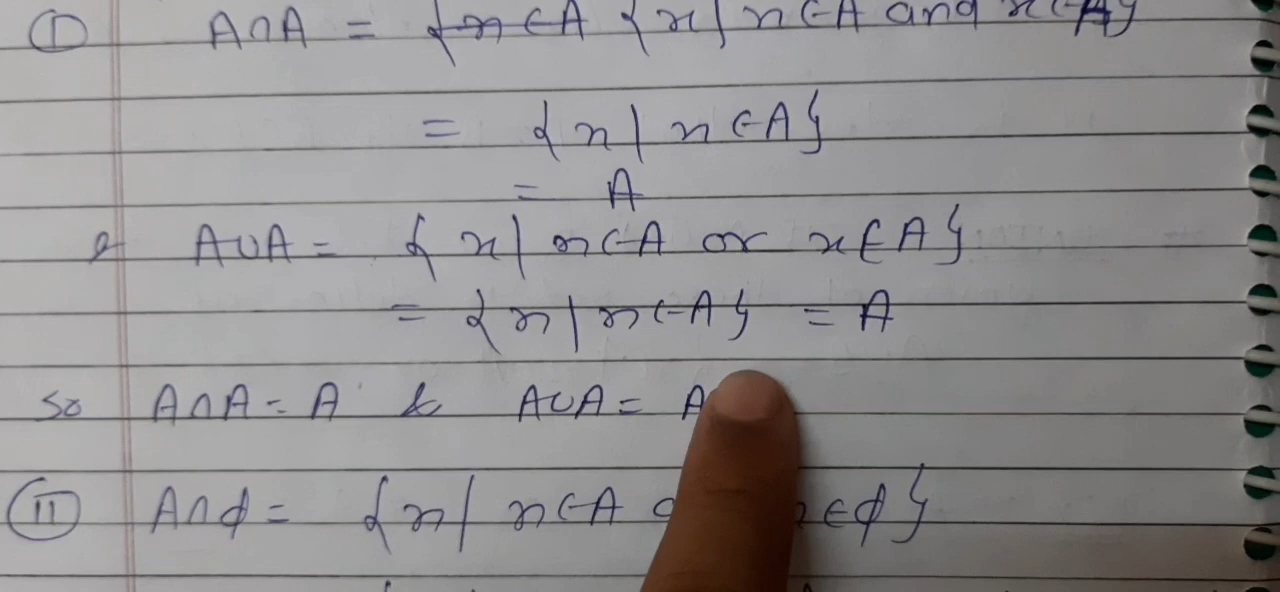 I A∩A = {x∈A {x| x∈A and x∈A}
= {x| x∈A}
= A
& A∪A = {x| x∈A or x∈A}
= {x| x∈A} = A
so A∩A = A & A∪A = A
II A∩ϕ = {x| x∈A x∈ϕ}